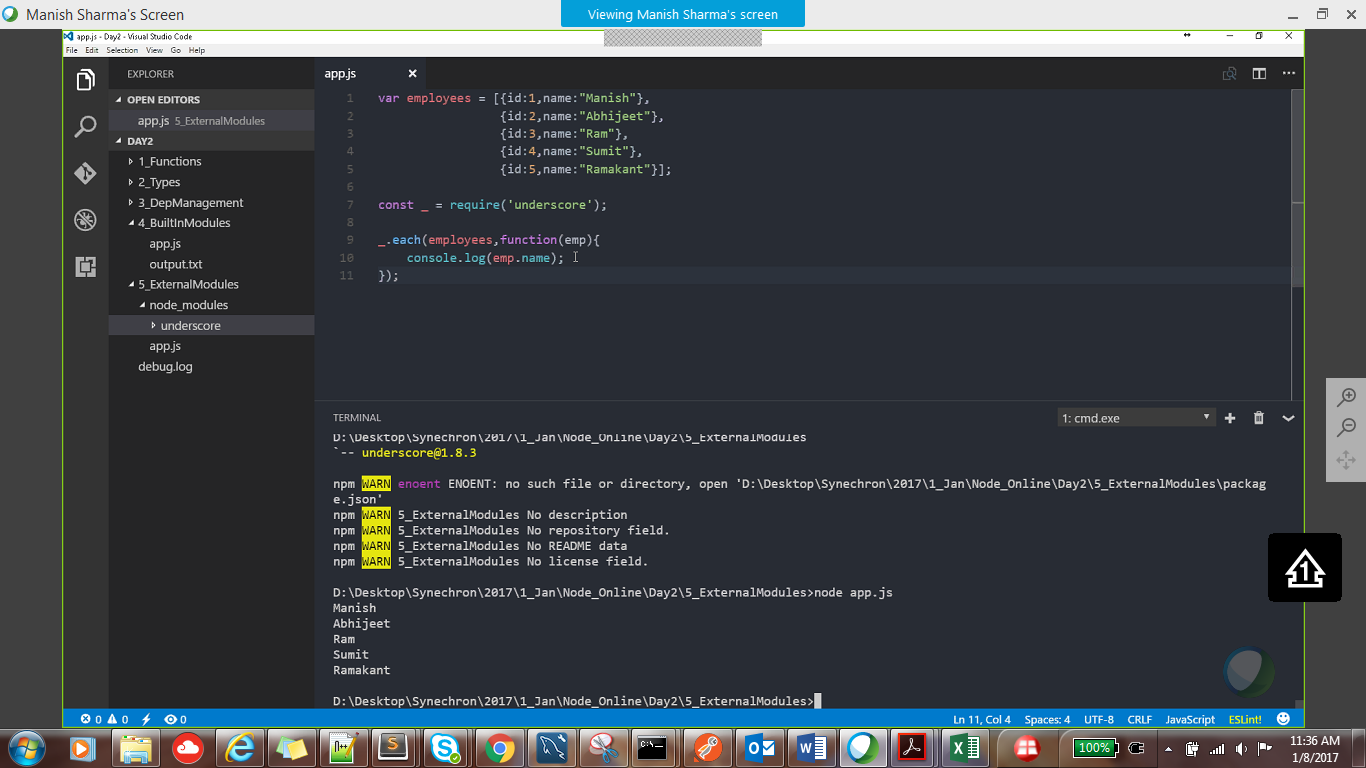 Manish Sharma's Screen
Viewing Manish Sharma's screen
app.js - Day2 - Visual Studio Code
File Edit Selection View Go Help
EXPLORER
OPEN EDITORS
app.js 5_ExternalModules
DAY2
1_Functions
2_Types
3_DepManagement
4_BuiltInModules
app.js
output.txt
5_ExternalModules
node_modules
underscore
app.js
debug.log
app.js
1 var employees = [{id:1,name:"Manish"},
2 {id:2,name:"Abhijeet"},
3 {id:3,name:"Ram"},
4 {id:4,name:"Sumit"},
5 {id:5,name:"Ramakant"}];
6
7 const _ = require('underscore');
8
9 _.each(employees,function(emp){
10 console.log(emp.name);
11 });
TERMINAL
1: cmd.exe
D:\Desktop\Synechron\2017\1_Jan\Node_Online\Day2\5_ExternalModules
`-- underscore@1.8.3
npm WARN enoent ENOENT: no such file or directory, open 'D:\Desktop\Synechron\2017\1_Jan\Node_Online\Day2\5_ExternalModules\packag
e.json'
npm WARN 5_ExternalModules No description
npm WARN 5_ExternalModules No repository field.
npm WARN 5_ExternalModules No README data
npm WARN 5_ExternalModules No license field.
D:\Desktop\Synechron\2017\1_Jan\Node_Online\Day2\5_ExternalModules>node app.js
Manish
Abhijeet
Ram
Sumit
Ramakant
D:\Desktop\Synechron\2017\1_Jan\Node_Online\Day2\5_ExternalModules>
1
0 0 0
Ln 11, Col 4 Spaces: 4 UTF-8 CRLF JavaScript ESLint!
100%
11:36 AM
1/8/2017